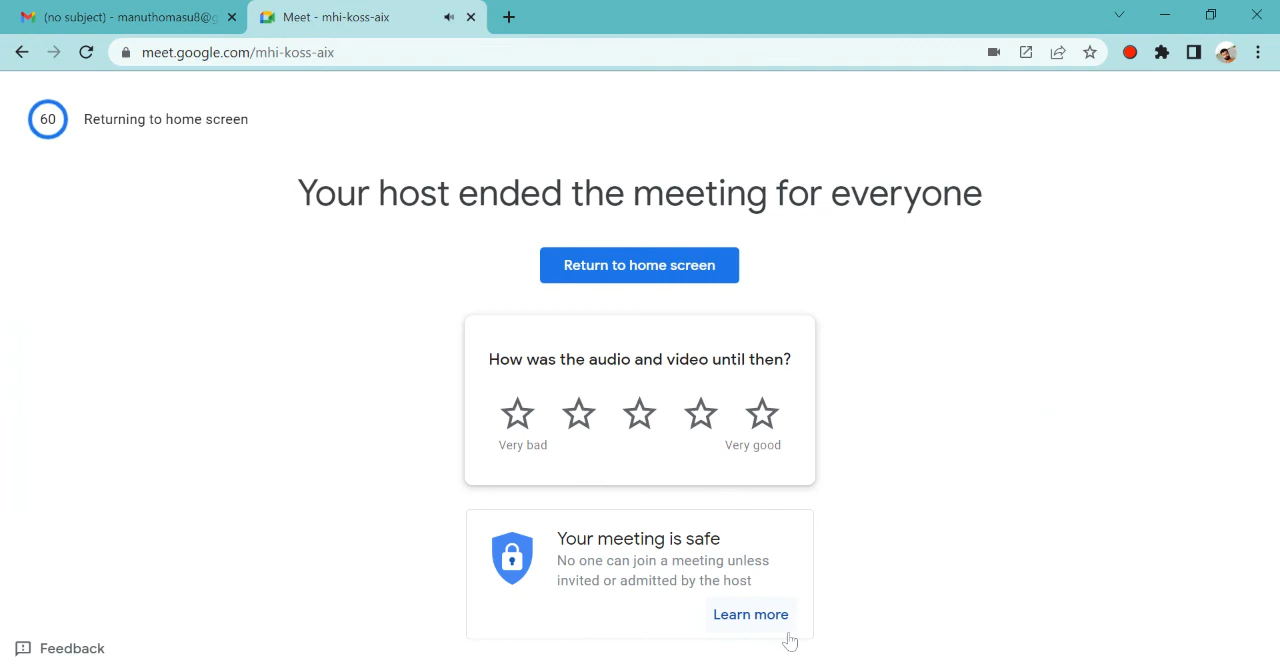 (no subject) - manuthomasu8@g
Meet - mhi-koss-aix
meet.google.com/mhi-koss-aix
60
Returning to home screen
Your host ended the meeting for everyone
Return to home screen
How was the audio and video until then?
Very bad
Very good
Your meeting is safe
No one can join a meeting unless
invited or admitted by the host
Learn more
Feedback